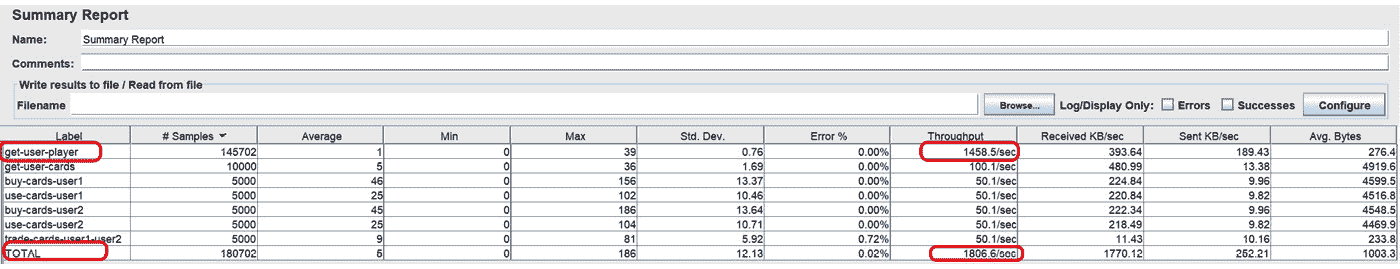 Summary Report
Name: Summary Report
Comments:
Write results to file / Read from file
Filename Browse... Log/Display Only: Errors Successes Configure
Label # Samples Average Min Max Std. Dev. Error % Throughput Received KB/sec Sent KB/sec Avg. Bytes
get-user-player 145702 1 0 39 0.76 0.00% 1458.5/sec 393.64 189.43 276.4
get-user-cards 10000 5 0 36 1.69 0.00% 100.1/sec 480.99 13.38 4919.6
buy-cards-user1 5000 46 0 156 13.37 0.00% 50.1/sec 224.84 9.96 4599.5
use-cards-user1 5000 25 0 102 10.46 0.00% 50.1/sec 220.84 9.82 4516.8
buy-cards-user2 5000 45 0 186 13.64 0.00% 50.1/sec 222.34 9.96 4548.5
use-cards-user2 5000 25 0 104 10.71 0.00% 50.1/sec 218.49 9.82 4469.9
trade-cards-user1-user2 5000 9 0 81 5.92 0.72% 50.1/sec 11.43 10.16 233.8
TOTAL 180702 5 0 186 12.13 0.02% 1806.6/sec 1770.12 252.21 1003.3